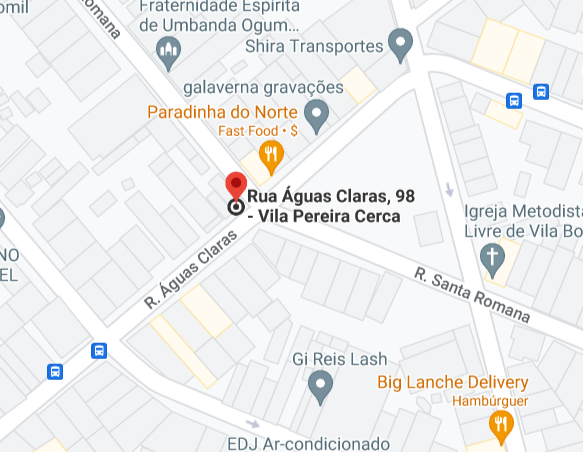 omil
Romana
Fraternidade Espírita
de Umbanda Ogum...
Shira Transportes
galaverna gravações
Paradinha do Norte
Fast Food • $
Rua Águas Claras, 98
- Vila Pereira Cerca
Igreja Metodista
Livre de Vila Bo
NO
EL
R. Águas Claras
R. Santa Romana
Gi Reis Lash
Big Lanche Delivery
Hambúrguer
EDJ Ar-condicionado